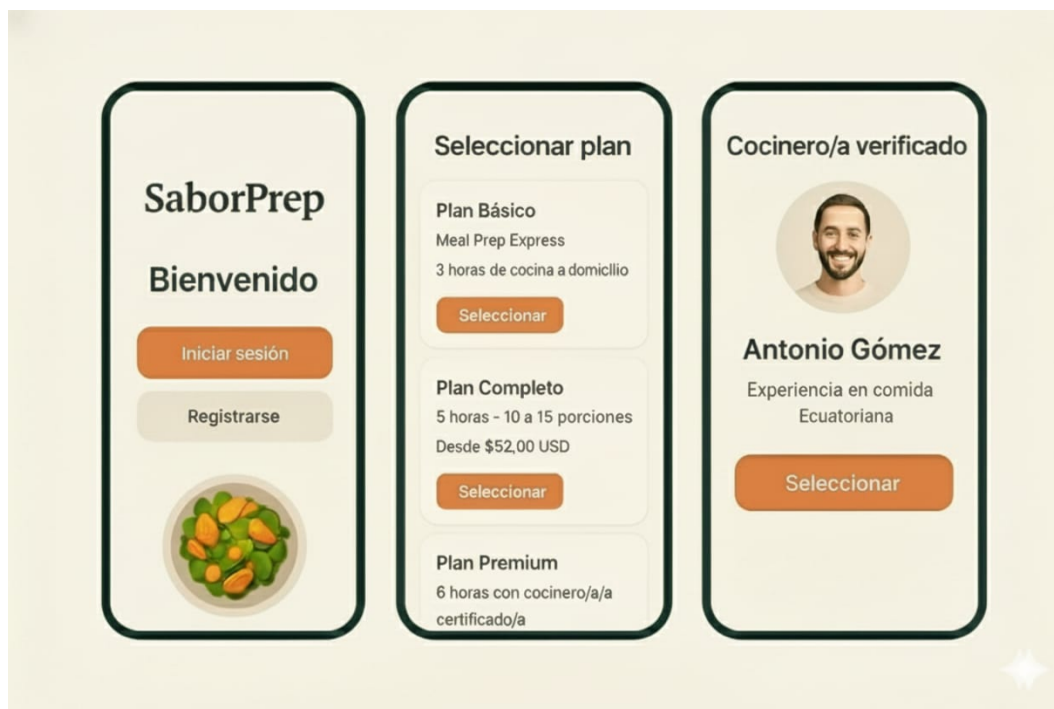 SaborPrep
Bienvenido
Iniciar sesión
Registrarse
Seleccionar plan
Plan Básico
Meal Prep Express
3 horas de cocina a domicilio
Seleccionar
Plan Completo
5 horas - 10 a 15 porciones
Desde $52,00 USD
Seleccionar
Plan Premium
6 horas con cocinero/a/a
certificado/a
Cocinero/a verificado
Antonio Gómez
Experiencia en comida
Ecuatoriana
Seleccionar